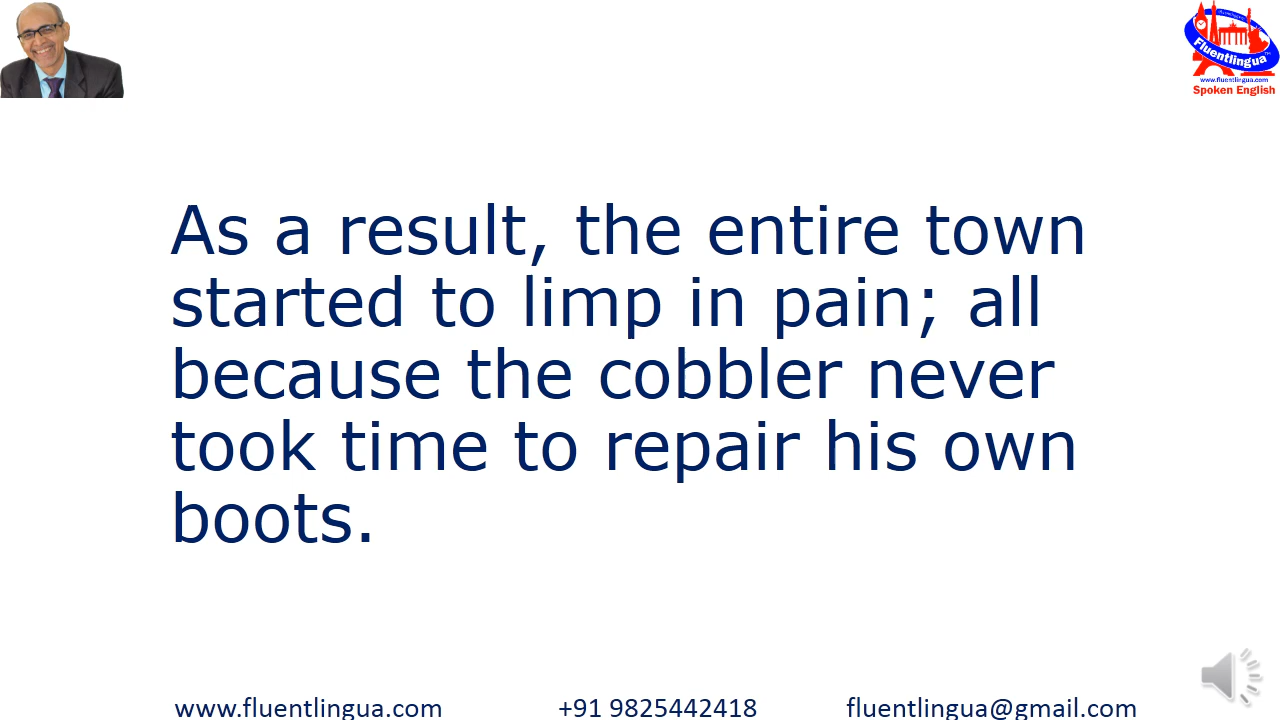 Fluentlingua
www.fluentlingua.com
Spoken English
As a result, the entire town
started to limp in pain; all
because the cobbler never
took time to repair his own
boots.
www.fluentlingua.com +91 9825442418 fluentlingua@gmail.com